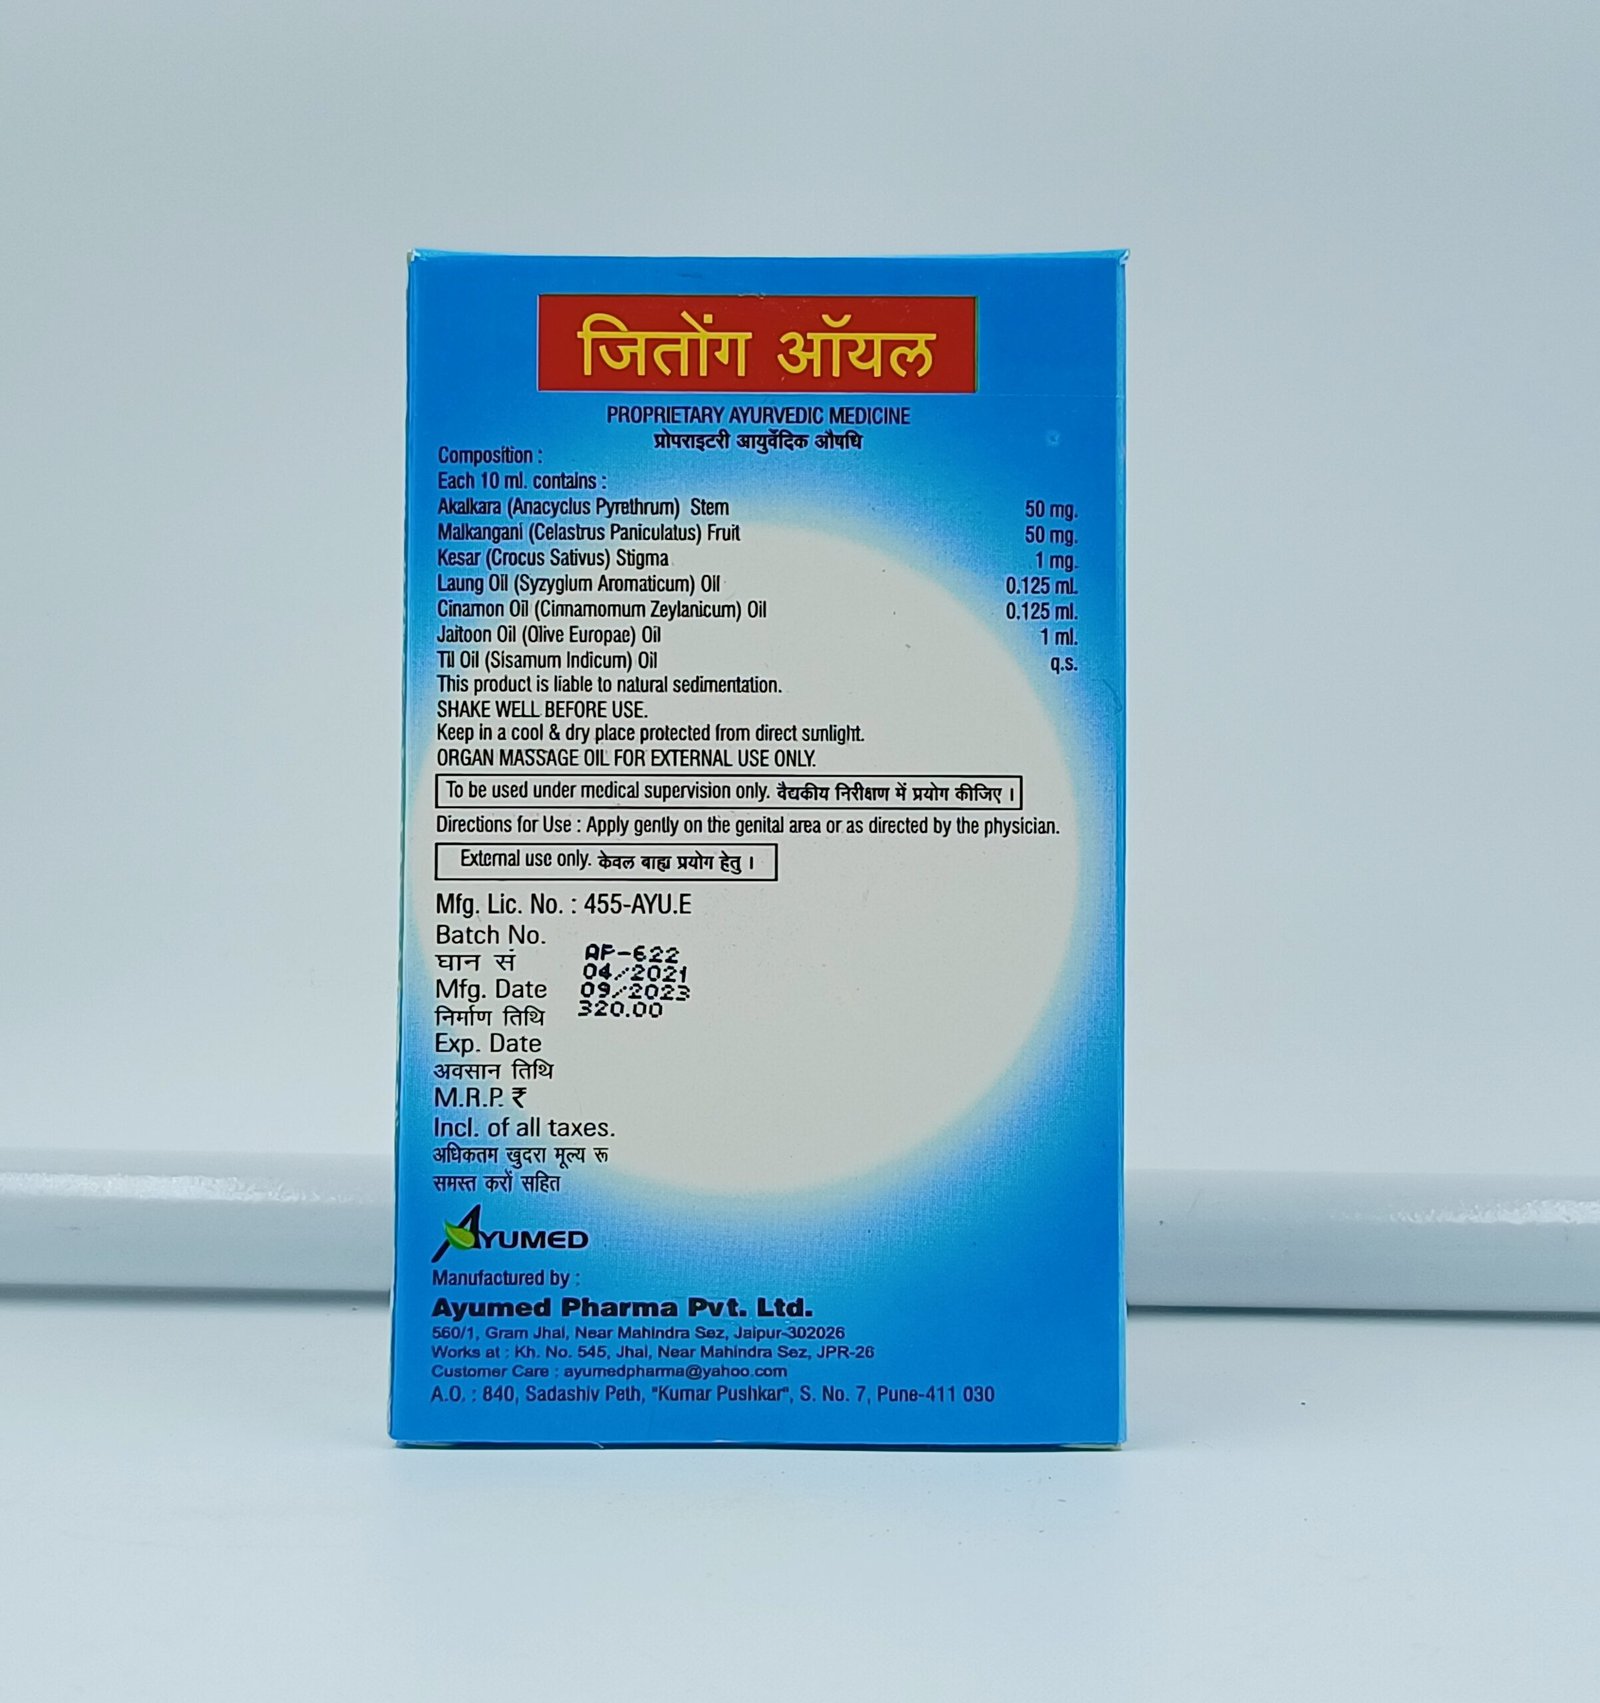 जितोंग ऑयल
PROPRIETARY AYURVEDIC MEDICINE
प्रोपराइटरी आयुर्वेदिक औषधि
Composition :
Each 10 ml. contains :
Akalkara (Anacyclus Pyrethrum) Stem 50 mg.
Malkangani (Celastrus Paniculatus) Fruit 50 mg.
Kesar (Crocus Sativus) Stigma 1 mg.
Laung Oil (Syzygium Aromaticum) Oil 0.125 ml.
Cinamon Oil (Cinnamomum Zeylanicum) Oil 0.125 ml.
Jaitoon Oil (Olive Europae) Oil 1 ml.
Til Oil (Sisamum Indicum) Oil q.s.
This product is liable to natural sedimentation.
SHAKE WELL BEFORE USE.
Keep in a cool & dry place protected from direct sunlight.
ORGAN MASSAGE OIL FOR EXTERNAL USE ONLY.
To be used under medical supervision only. वैद्यकीय निरीक्षण में प्रयोग कीजिए ।
Directions for Use : Apply gently on the genital area or as directed by the physician.
External use only. केवल बाह्य प्रयोग हेतु ।
Mfg. Lic. No. : 455-AYU.E
Batch No.
घान सं AP-622
04/2021
Mfg. Date 09/2023
निर्माण तिथि 320.00
Exp. Date
अवसान तिथि
M.R.P. ₹
Incl. of all taxes.
अधिकतम खुदरा मूल्य रू
समस्त करों सहित
AYUMED
Manufactured by :
Ayumed Pharma Pvt. Ltd.
560/1, Gram Jhai, Near Mahindra Sez, Jaipur-302026
Works at : Kh. No. 545, Jhai, Near Mahindra Sez, JPR-26
Customer Care : ayumedpharma@yahoo.com
A.O. : 840, Sadashiv Peth, "Kumar Pushkar", S. No. 7, Pune-411 030